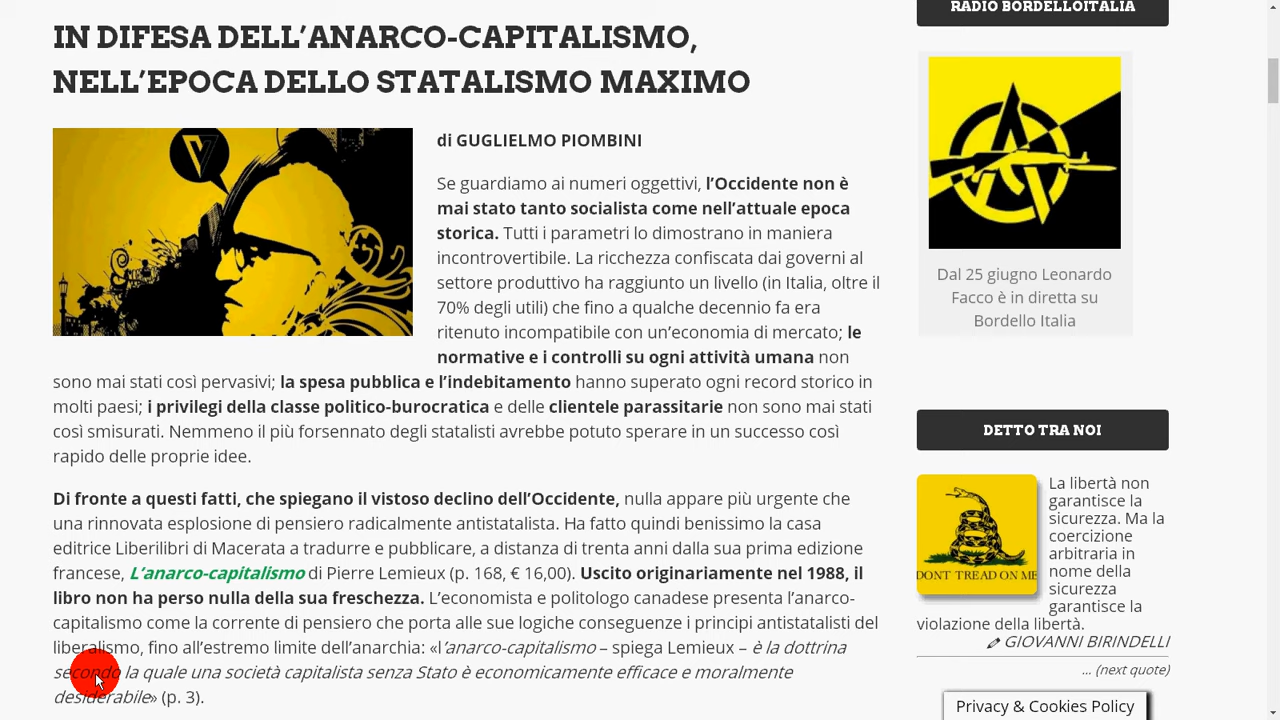 IN DIFESA DELL’ANARCO-CAPITALISMO,
NELL’EPOCA DELLO STATALISMO MAXIMO
di GUGLIELMO PIOMBINI
Se guardiamo ai numeri oggettivi, l’Occidente non è
mai stato tanto socialista come nell’attuale epoca
storica. Tutti i parametri lo dimostrano in maniera
incontrovertibile. La ricchezza confiscata dai governi al
settore produttivo ha raggiunto un livello (in Italia, oltre il
70% degli utili) che fino a qualche decennio fa era
ritenuto incompatibile con un’economia di mercato; le
normative e i controlli su ogni attività umana non
sono mai stati così pervasivi; la spesa pubblica e l’indebitamento hanno superato ogni record storico in
molti paesi; i privilegi della classe politico-burocratica e delle clientele parassitarie non sono mai stati
così smisurati. Nemmeno il più forsennato degli statalisti avrebbe potuto sperare in un successo così
rapido delle proprie idee.
Di fronte a questi fatti, che spiegano il vistoso declino dell’Occidente, nulla appare più urgente che
una rinnovata esplosione di pensiero radicalmente antistatalista. Ha fatto quindi benissimo la casa
editrice Liberilibri di Macerata a tradurre e pubblicare, a distanza di trenta anni dalla sua prima edizione
francese, L’anarco-capitalismo di Pierre Lemieux (p. 168, € 16,00). Uscito originariamente nel 1988, il
libro non ha perso nulla della sua freschezza. L’economista e politologo canadese presenta l’anarco-
capitalismo come la corrente di pensiero che porta alle sue logiche conseguenze i principi antistatalisti del
liberalismo, fino all’estremo limite dell’anarchia: «l’anarco-capitalismo – spiega Lemieux – è la dottrina
secondo la quale una società capitalista senza Stato è economicamente efficace e moralmente
desiderabile» (p. 3).
RADIO BORDELLOITALIA
Dal 25 giugno Leonardo
Facco è in diretta su
Bordello Italia
DETTO TRA NOI
DONT TREAD ON ME
La libertà non
garantisce la
sicurezza. Ma la
coercizione
arbitraria in
nome della
sicurezza
garantisce la
violazione della libertà.
GIOVANNI BIRINDELLI
... (next quote)
Privacy & Cookies Policy